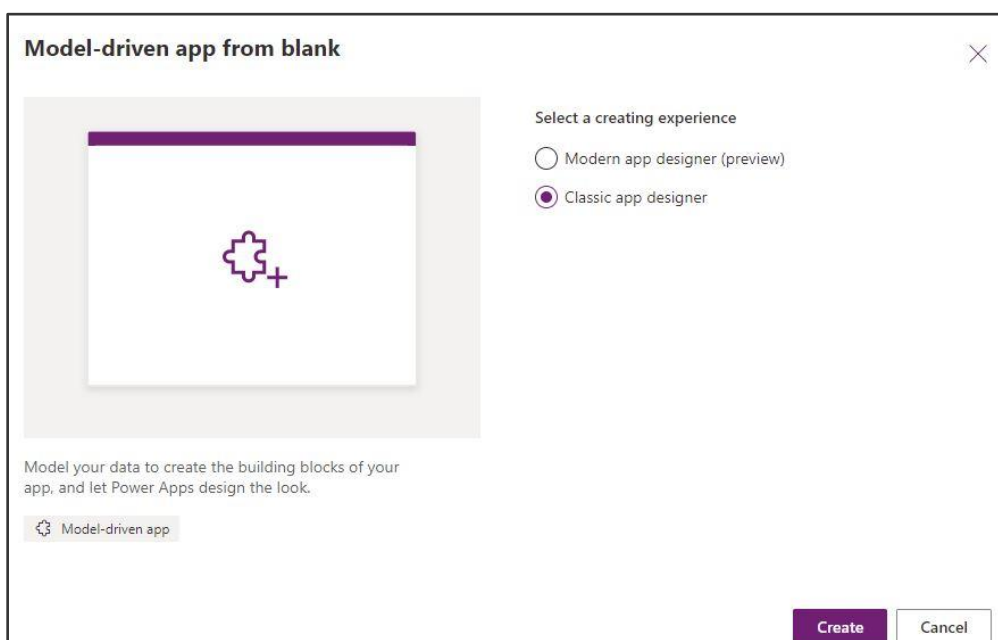 Model-driven app from blank
Select a creating experience
Modern app designer (preview)
Classic app designer
Model your data to create the building blocks of your
app, and let Power Apps design the look.
Model-driven app
Create
Cancel